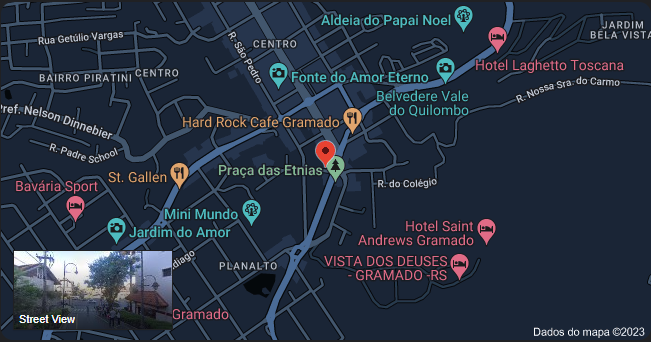 Aldeia do Papai Noel
JARDIM
BELA VISTA
Rua Getúlio Vargas
R. São Pedro
CENTRO
Hotel Laghetto Toscana
BAIRRO PIRATINI
CENTRO
Fonte do Amor Eterno
R. Nossa Sra. do Carmo
Belvedere Vale
do Quilombo
Pref. Nelson Dinnebier
Hard Rock Cafe Gramado
R. Padre School
St. Gallen
Praça das Etnias
R. do Colégio
Bavária Sport
Mini Mundo
Jardim do Amor
Hotel Saint
Andrews Gramado
VISTA DOS DEUSES
- GRAMADO -RS
PLANALTO
Gramado
Street View
Dados do mapa ©2023